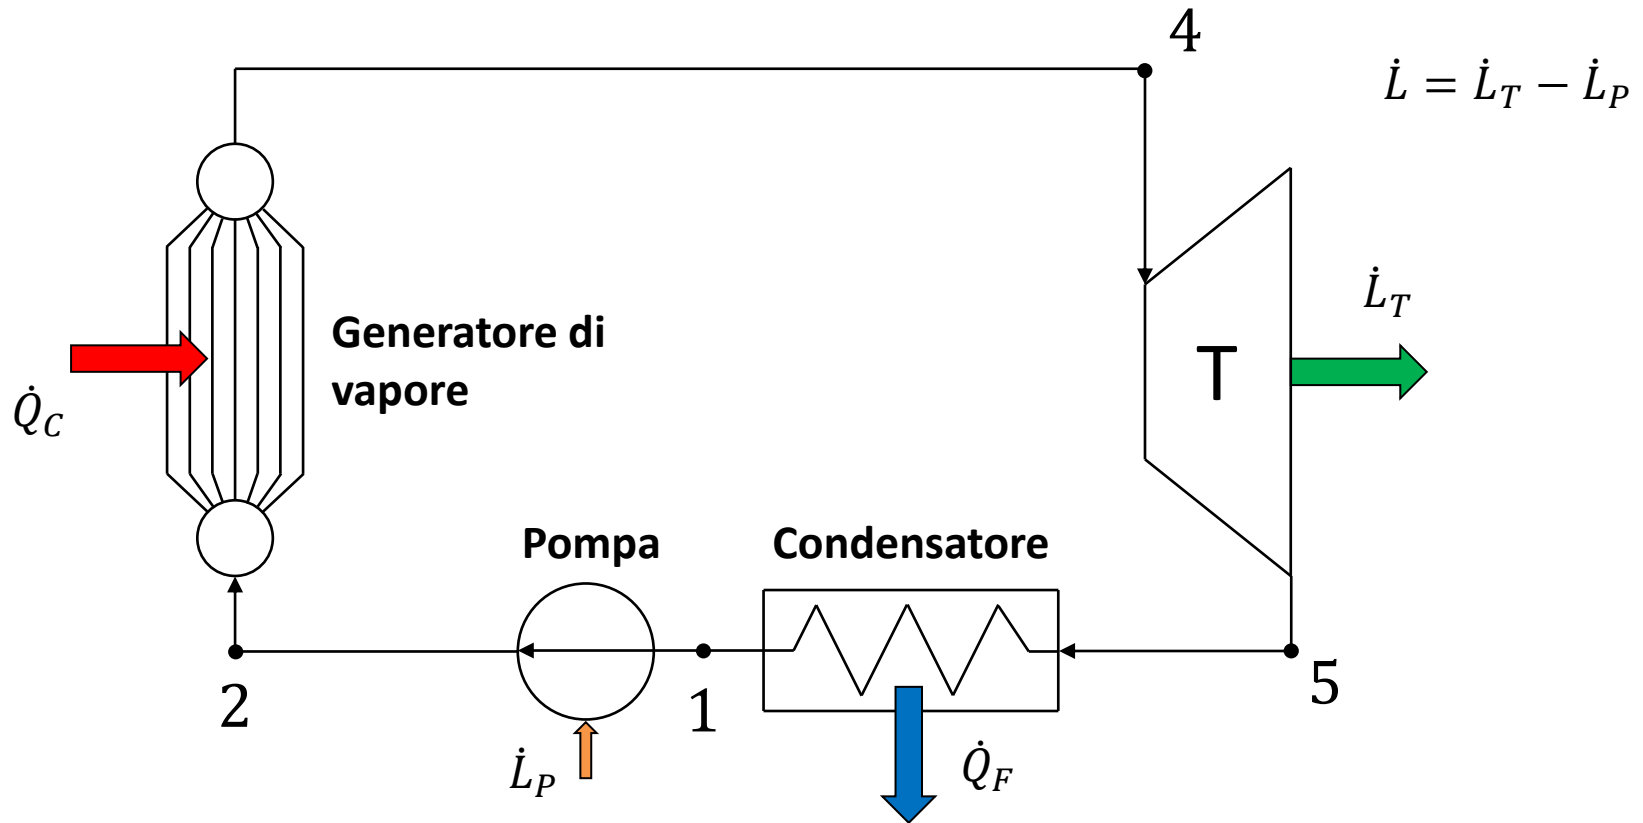 4
L̇ = L̇_T − L̇_P
L̇_T
Generatore di
vapore
T
Q̇_C
Pompa
Condensatore
2
1
5
L̇_P
Q̇_F